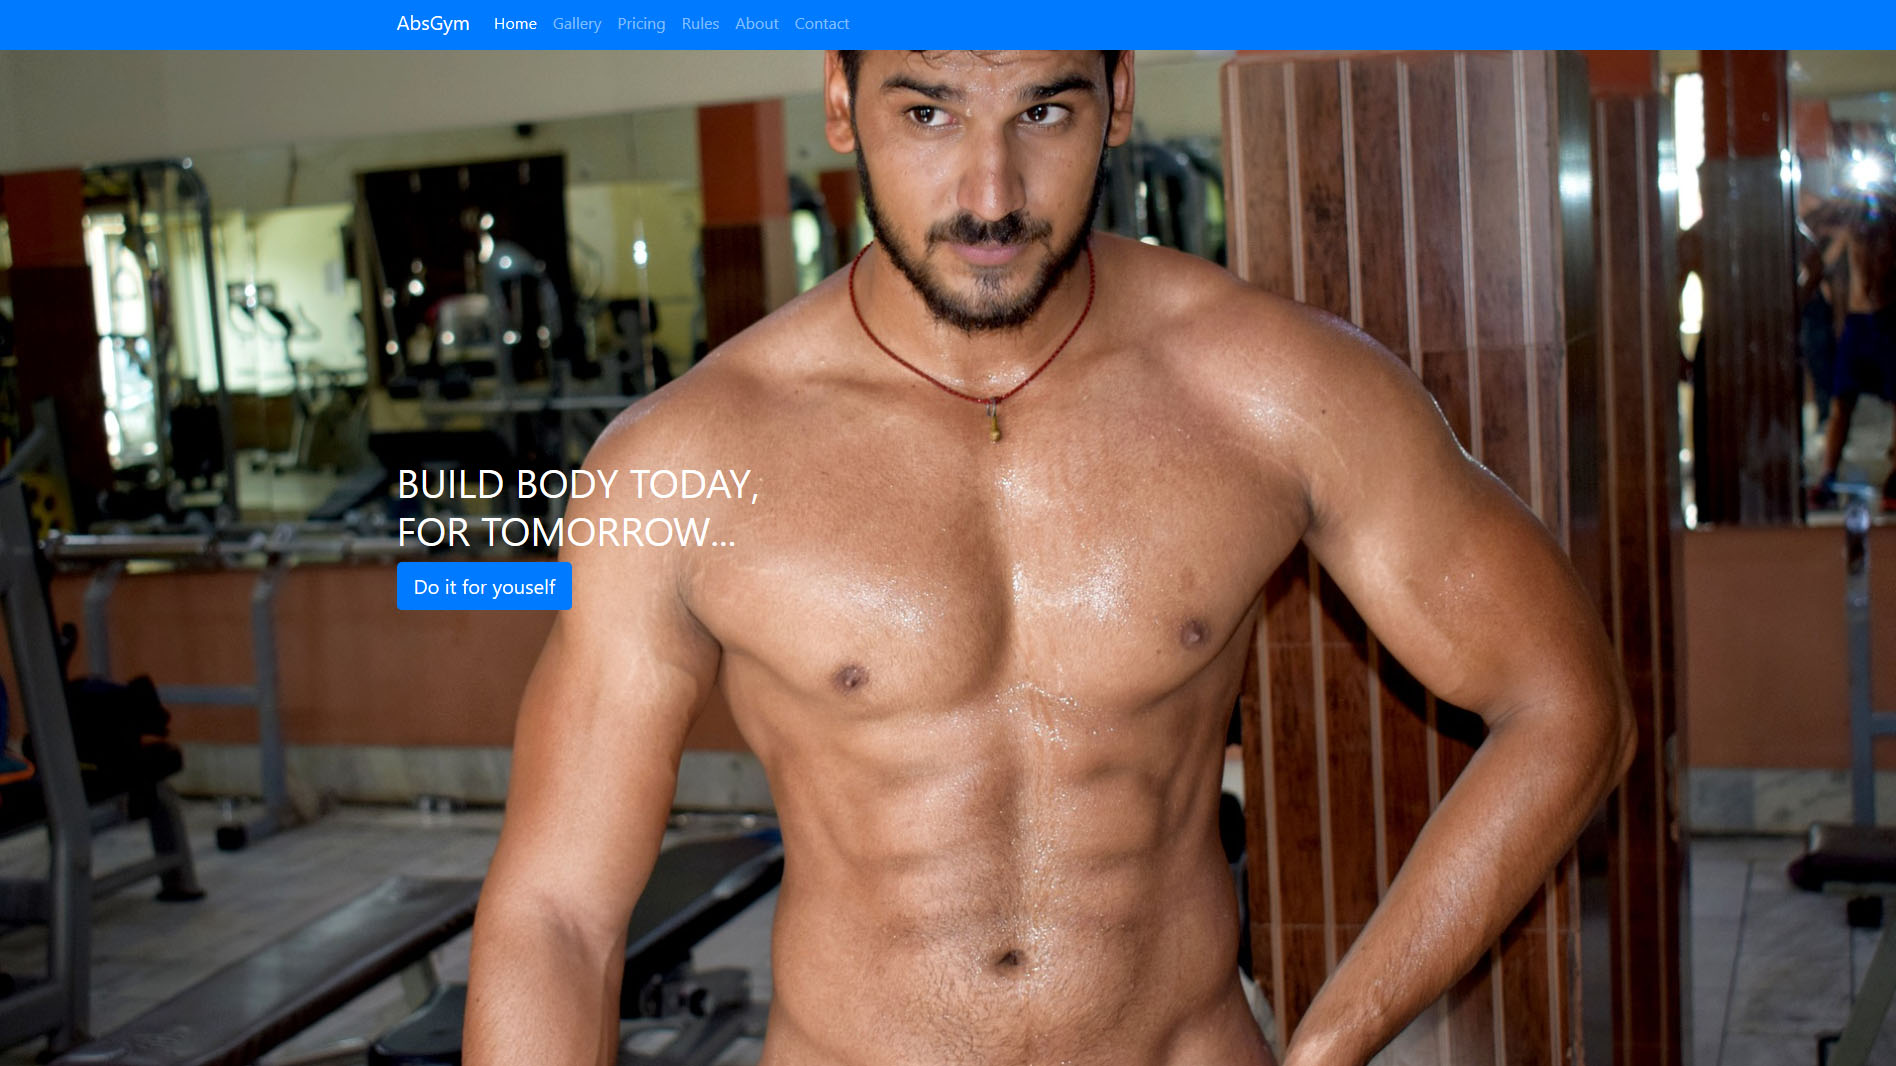 AbsGym Home Gallery Pricing Rules About Contact
BUILD BODY TODAY,
FOR TOMORROW...
Do it for youself